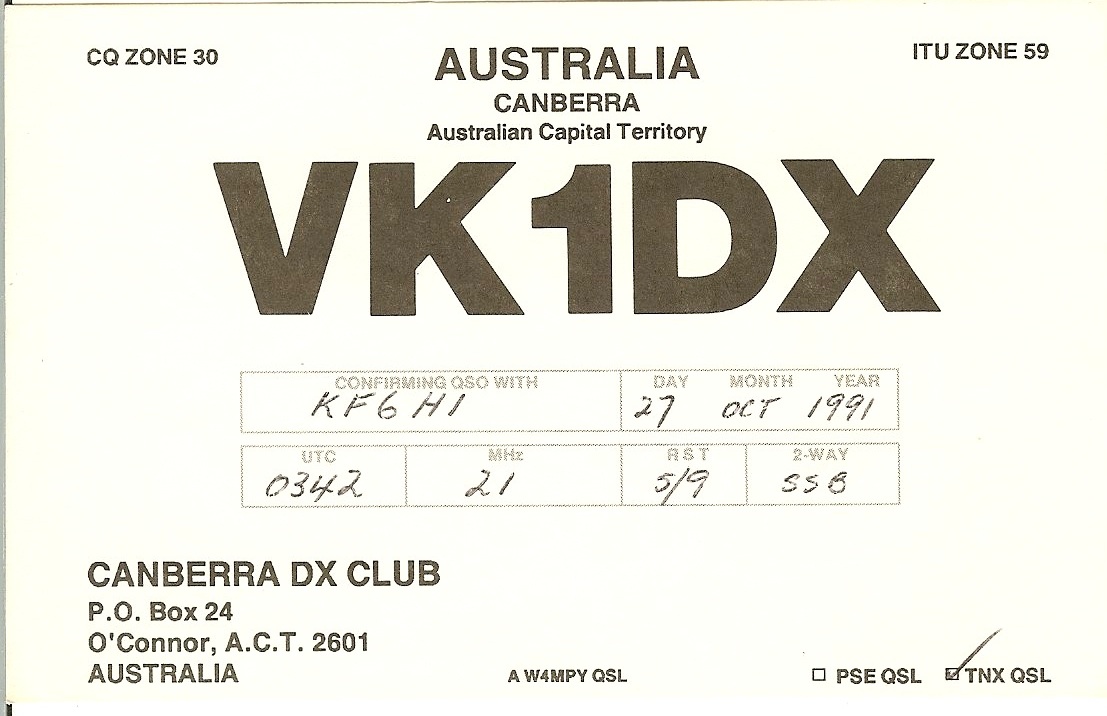 CQ ZONE 30
AUSTRALIA
ITU ZONE 59
CANBERRA
Australian Capital Territory
VK1DX
CONFIRMING QSO WITH DAY MONTH YEAR
KF6HI 27 OCT 1991
UTC MHz RST 2-WAY
0342 21 5/9 SSB
CANBERRA DX CLUB
P.O. Box 24
O'Connor, A.C.T. 2601
AUSTRALIA
A W4MPY QSL
PSE QSL TNX QSL